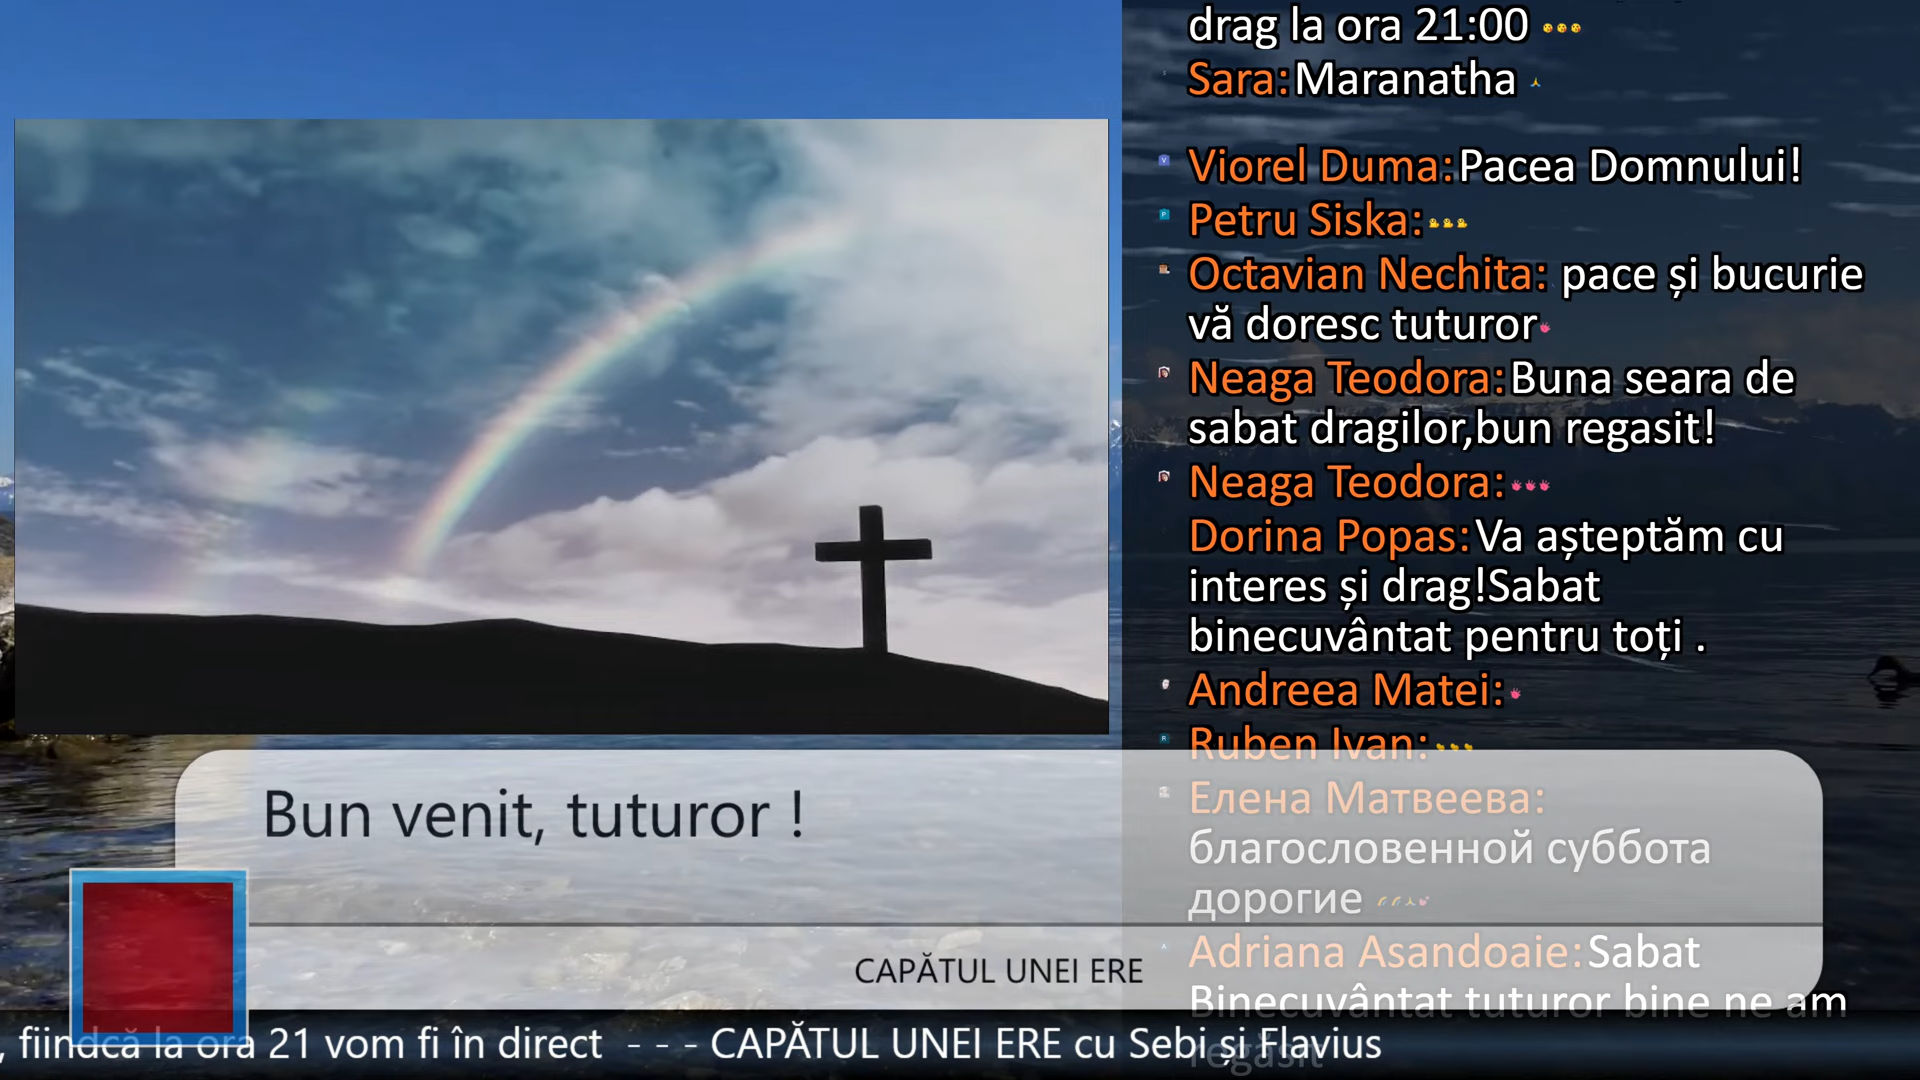 drag la ora 21:00
Sara: Maranatha
Viorel Duma: Pacea Domnului!
Petru Siska:
Octavian Nechita: pace și bucurie
vă doresc tuturor
Neaga Teodora: Buna seara de
sabat dragilor,bun regasit!
Neaga Teodora:
Dorina Popas: Va așteptăm cu
interes și drag!Sabat
binecuvântat pentru toți .
Andreea Matei:
Ruben Ivan:
Елена Матвеева:
благословенной суббота
дорогие
Adriana Asandoaie: Sabat
Binecuvântat tuturor bine ne am
regasit
Bun venit, tuturor !
CAPĂTUL UNEI ERE
, fiindcă la ora 21 vom fi în direct - - - CAPĂTUL UNEI ERE cu Sebi și Flavius